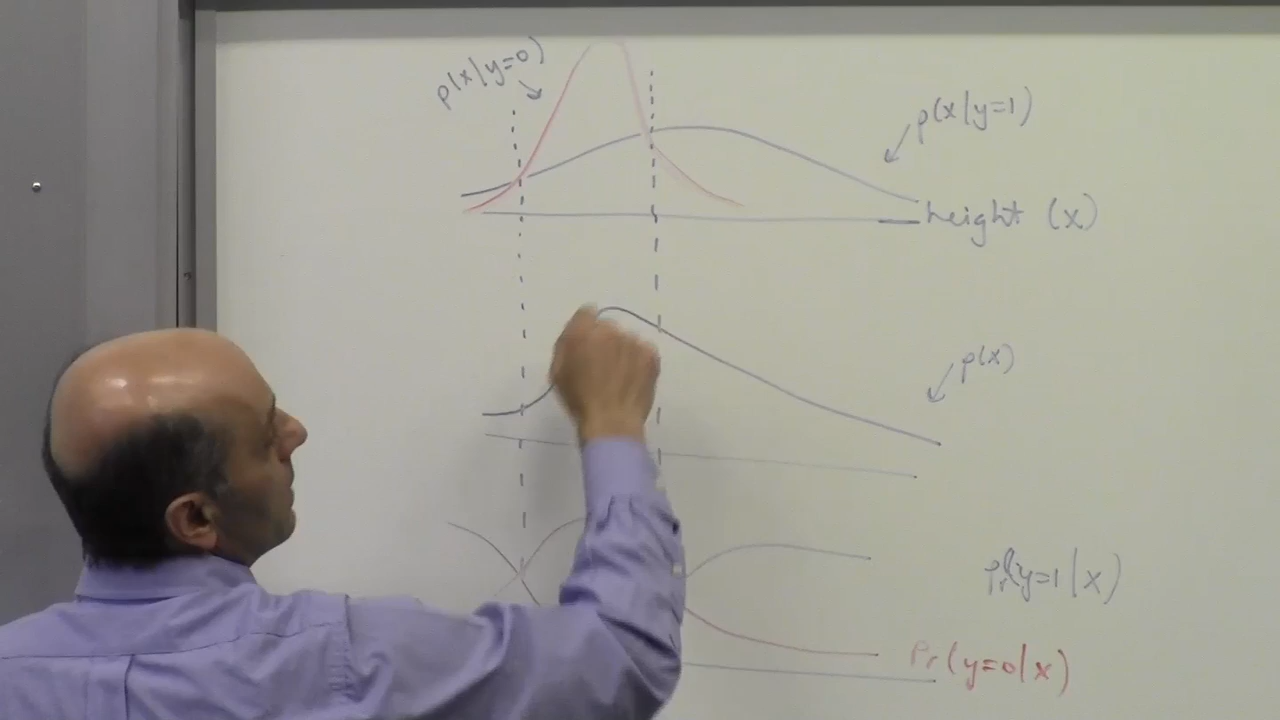 p(x|y=0)
p(x|y=1)
height (x)
p(x)
Pr(y=1|x)
Pr(y=0|x)